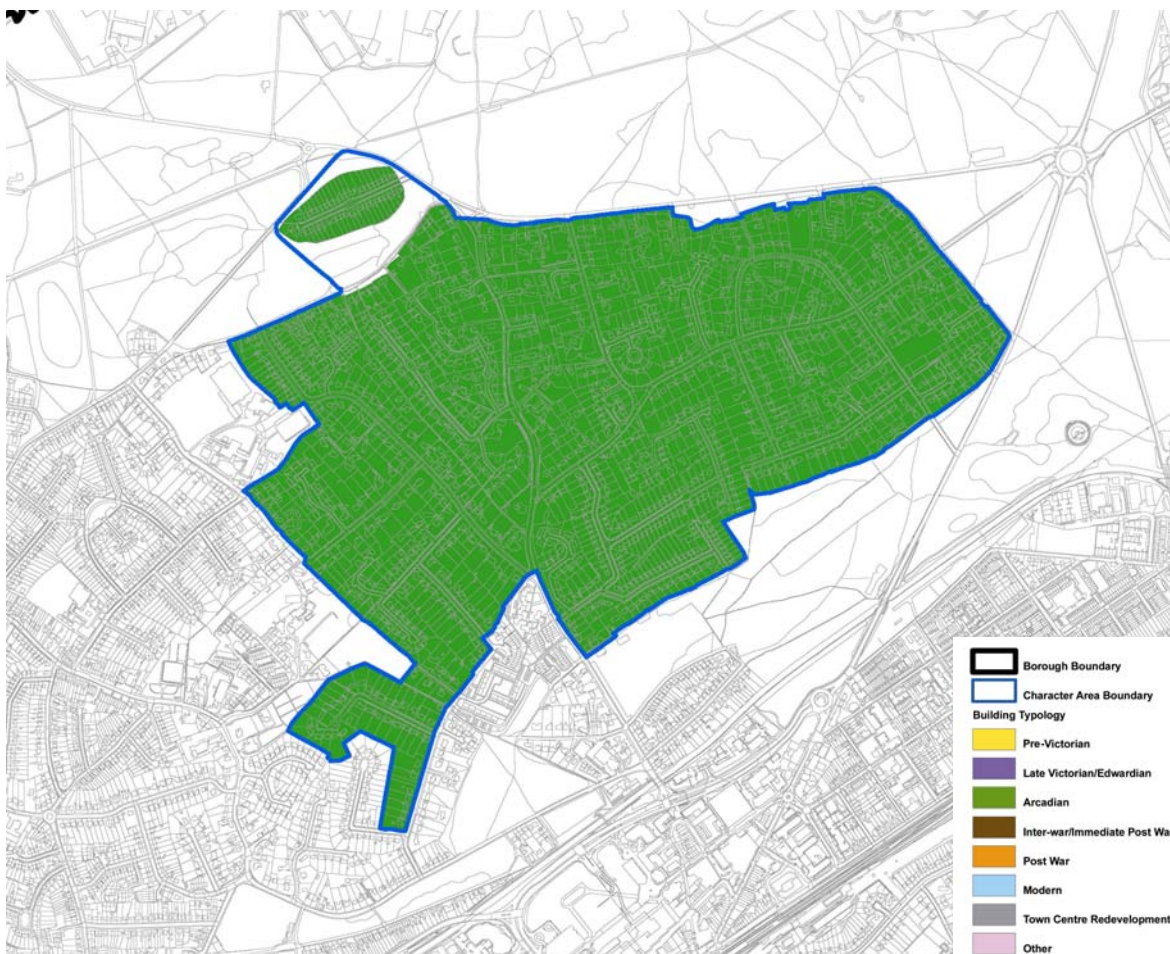 Borough Boundary
Character Area Boundary
Building Typology
Pre-Victorian
Late Victorian/Edwardian
Arcadian
Inter-war/Immediate Post Wa
Post War
Modern
Town Centre Redevelopment
Other